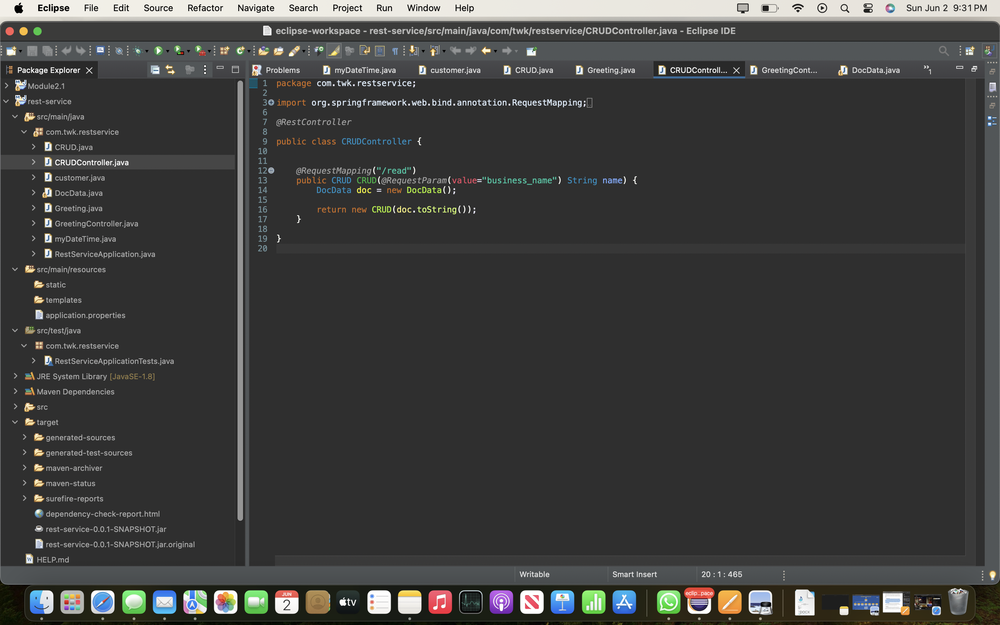 Eclipse File Edit Source Refactor Navigate Search Project Run Window Help Sun Jun 2 9:31 PM
eclipse-workspace - rest-service/src/main/java/com/twk/restservice/CRUDController.java - Eclipse IDE
Package Explorer
Problems myDateTime.java customer.java CRUD.java Greeting.java CRUDControll... GreetingCont... DocData.java »1
Module2.1
rest-service
src/main/java
com.twk.restservice
CRUD.java
CRUDController.java
customer.java
DocData.java
Greeting.java
GreetingController.java
myDateTime.java
RestServiceApplication.java
src/main/resources
static
templates
application.properties
src/test/java
com.twk.restservice
RestServiceApplicationTests.java
JRE System Library [JavaSE-1.8]
Maven Dependencies
src
target
generated-sources
generated-test-sources
maven-archiver
maven-status
surefire-reports
dependency-check-report.html
rest-service-0.0.1-SNAPSHOT.jar
rest-service-0.0.1-SNAPSHOT.jar.original
HELP.md
1 package com.twk.restservice;
2
3 import org.springframework.web.bind.annotation.RequestMapping;
6
7 @RestController
8
9 public class CRUDController {
10
11
12 @RequestMapping("/read")
13 public CRUD CRUD(@RequestParam(value="business_name") String name) {
14 DocData doc = new DocData();
15
16 return new CRUD(doc.toString());
17 }
18
19 }
20
Writable Smart Insert 20 : 1 : 465
JUN
2
tv
eclip...pace
DOCX